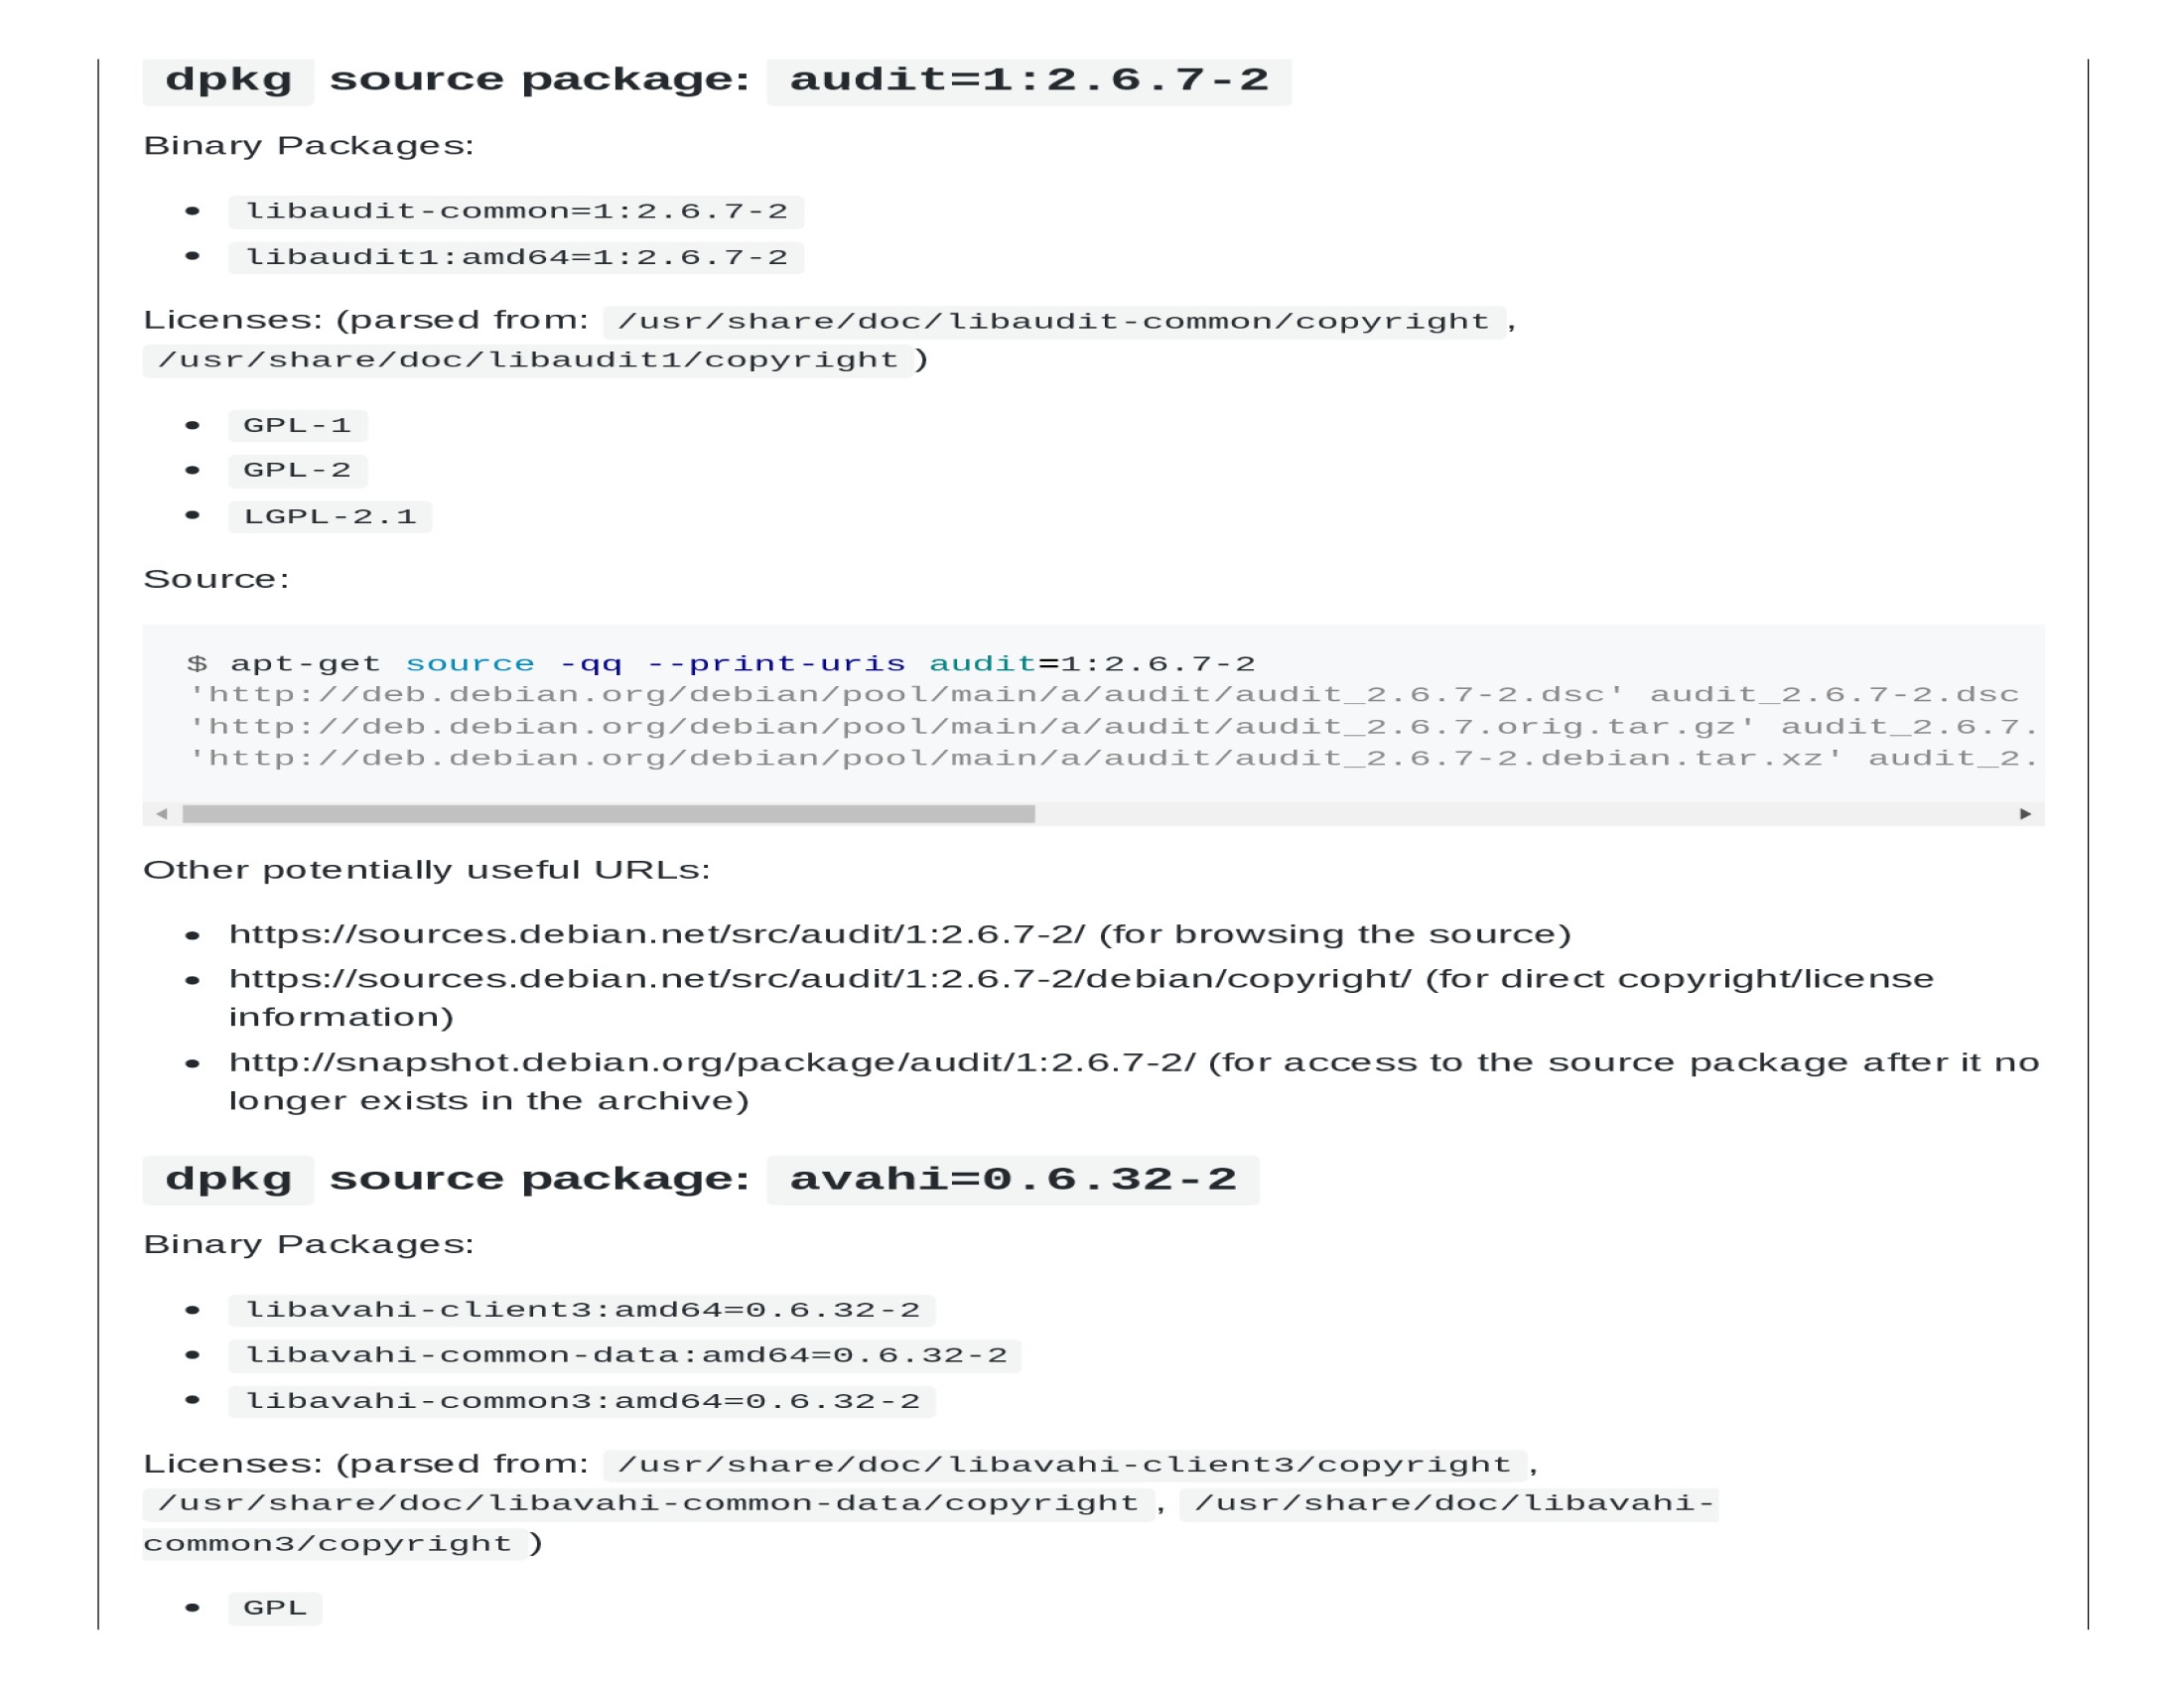 dpkg source package: audit=1:2.6.7-2
Binary Packages:
libaudit-common=1:2.6.7-2
libaudit1:amd64=1:2.6.7-2
Licenses: (parsed from: /usr/share/doc/libaudit-common/copyright ,
/usr/share/doc/libaudit1/copyright )
GPL-1
GPL-2
LGPL-2.1
Source:
$ apt-get source -qq --print-uris audit=1:2.6.7-2
'http://deb.debian.org/debian/pool/main/a/audit/audit_2.6.7-2.dsc' audit_2.6.7-2.dsc
'http://deb.debian.org/debian/pool/main/a/audit/audit_2.6.7.orig.tar.gz' audit_2.6.7.
'http://deb.debian.org/debian/pool/main/a/audit/audit_2.6.7-2.debian.tar.xz' audit_2.
Other potentially useful URLs:
https://sources.debian.net/src/audit/1:2.6.7-2/ (for browsing the source)
https://sources.debian.net/src/audit/1:2.6.7-2/debian/copyright/ (for direct copyright/license
information)
http://snapshot.debian.org/package/audit/1:2.6.7-2/ (for access to the source package after it no
longer exists in the archive)
dpkg source package: avahi=0.6.32-2
Binary Packages:
libavahi-client3:amd64=0.6.32-2
libavahi-common-data:amd64=0.6.32-2
libavahi-common3:amd64=0.6.32-2
Licenses: (parsed from: /usr/share/doc/libavahi-client3/copyright ,
/usr/share/doc/libavahi-common-data/copyright , /usr/share/doc/libavahi-
common3/copyright )
GPL